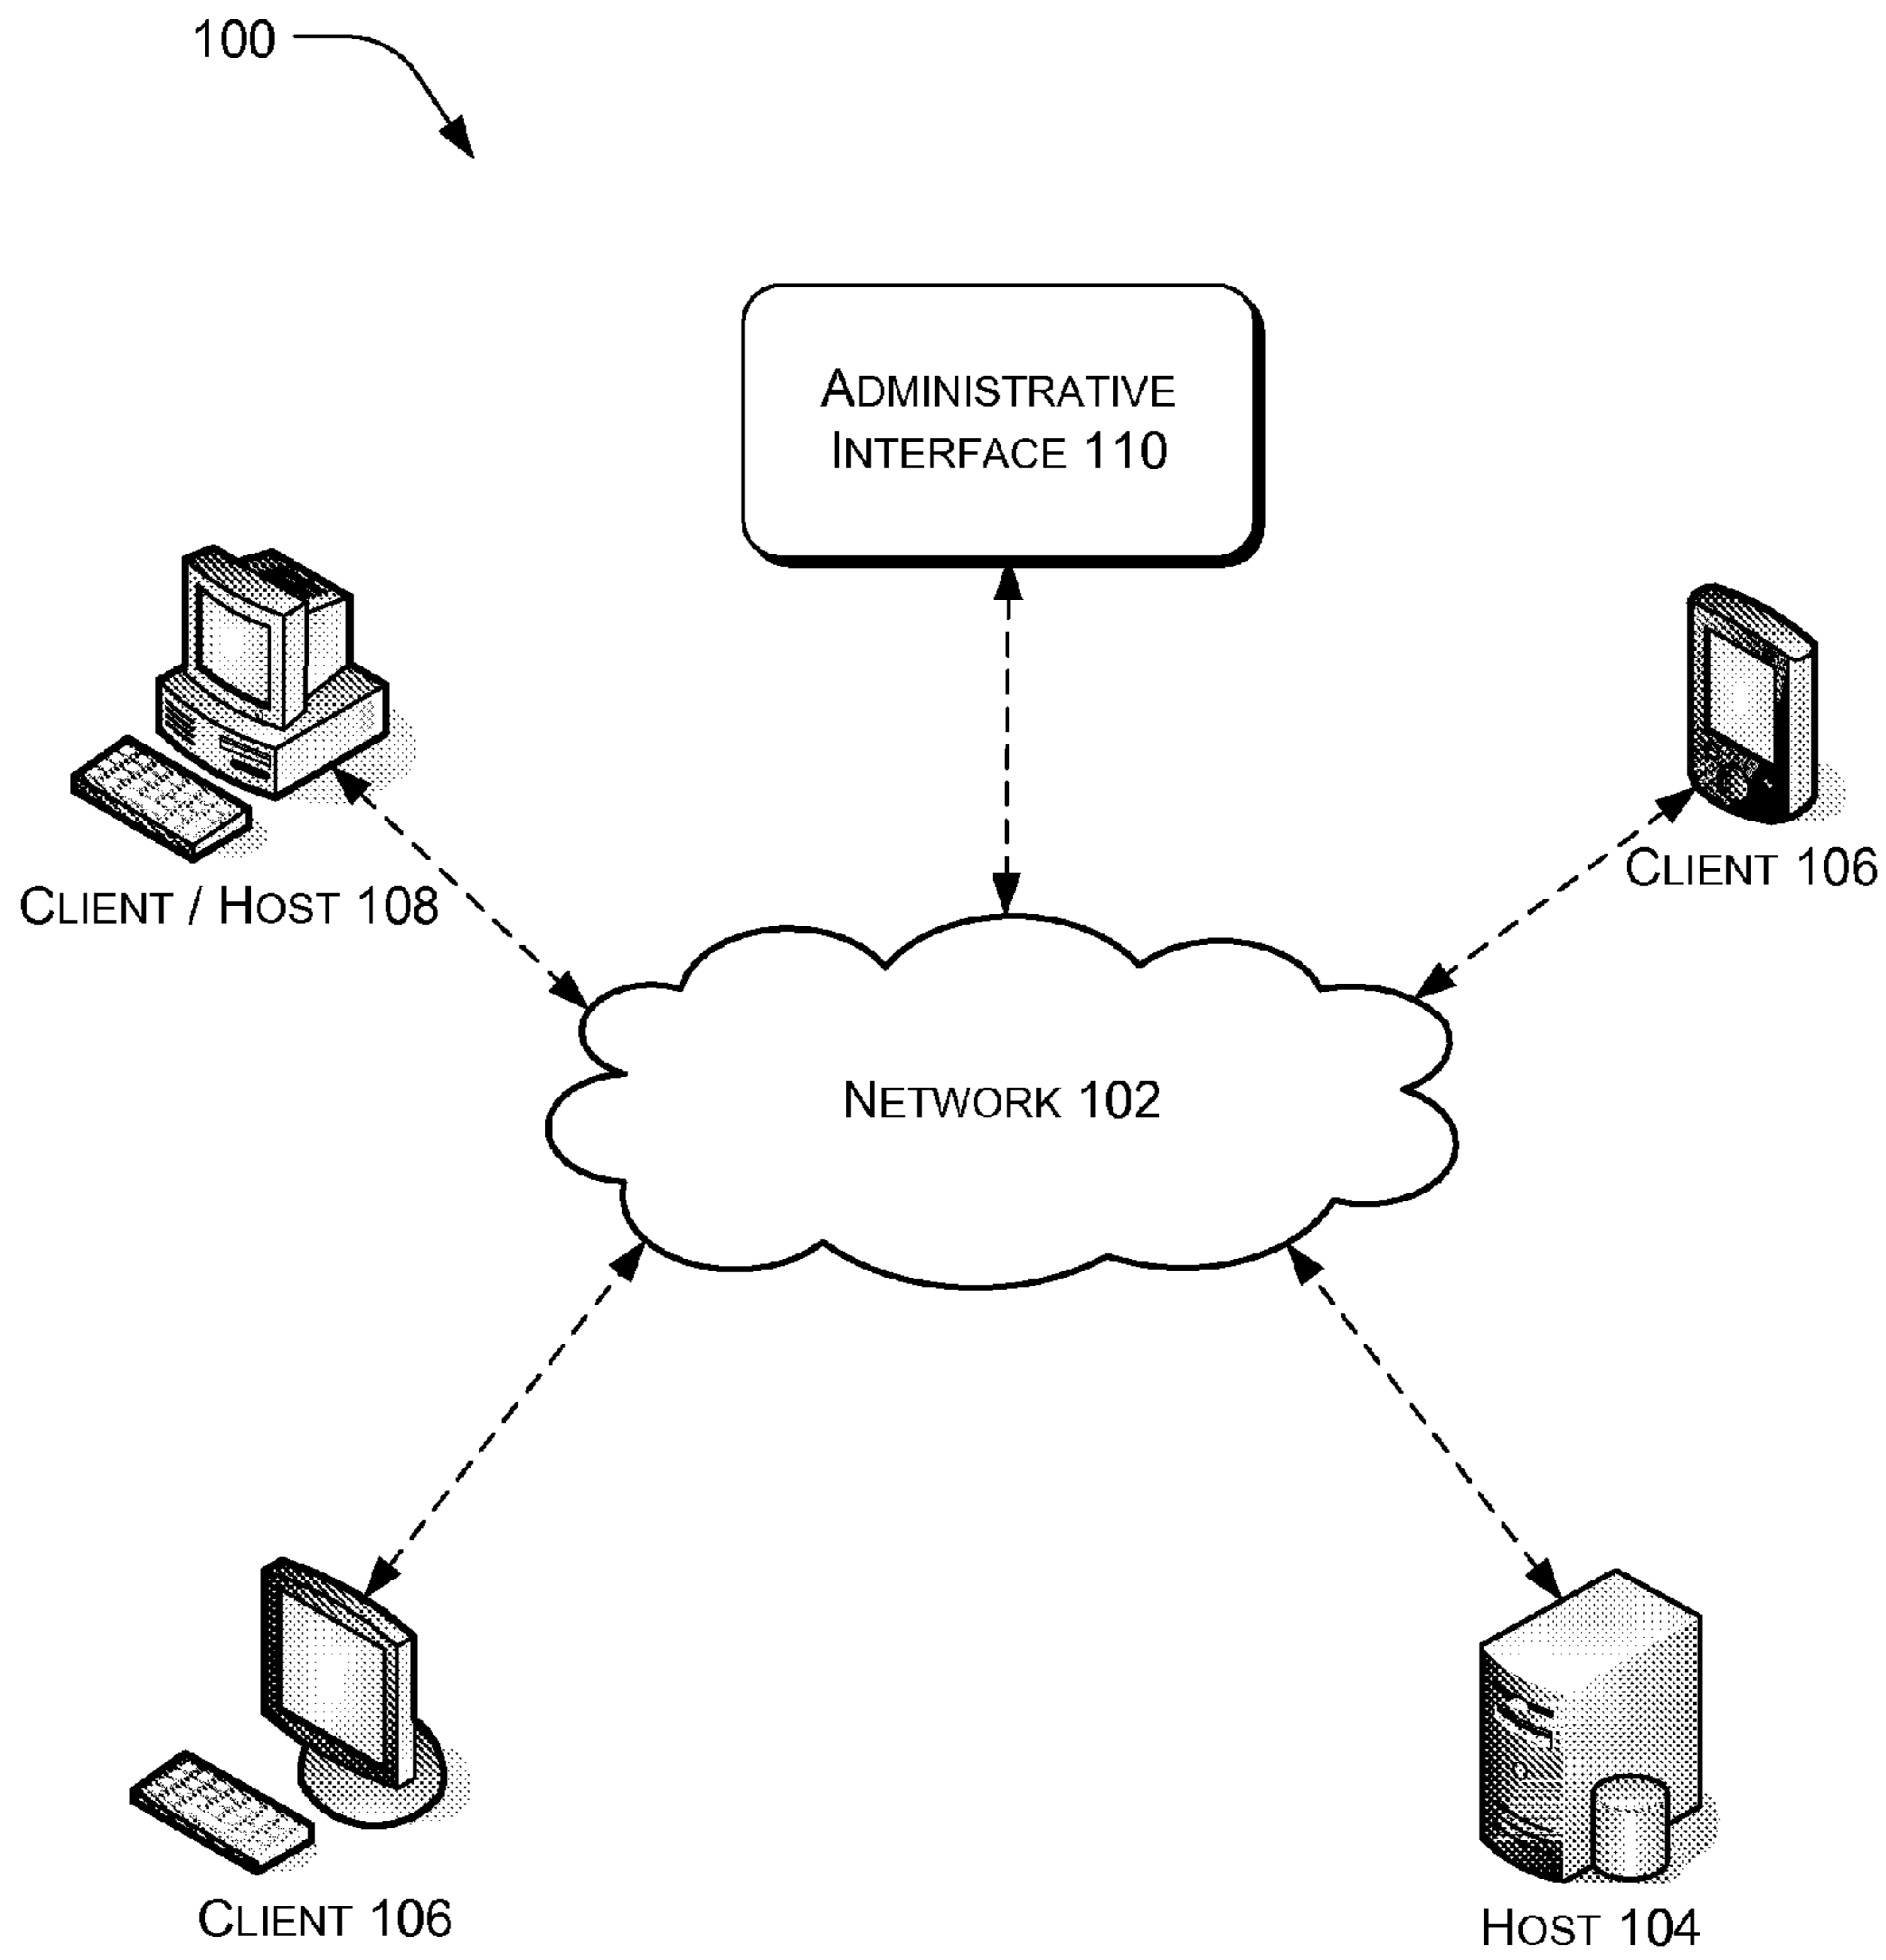 100
ADMINISTRATIVE
INTERFACE 110
CLIENT / HOST 108
CLIENT 106
NETWORK 102
CLIENT 106
HOST 104